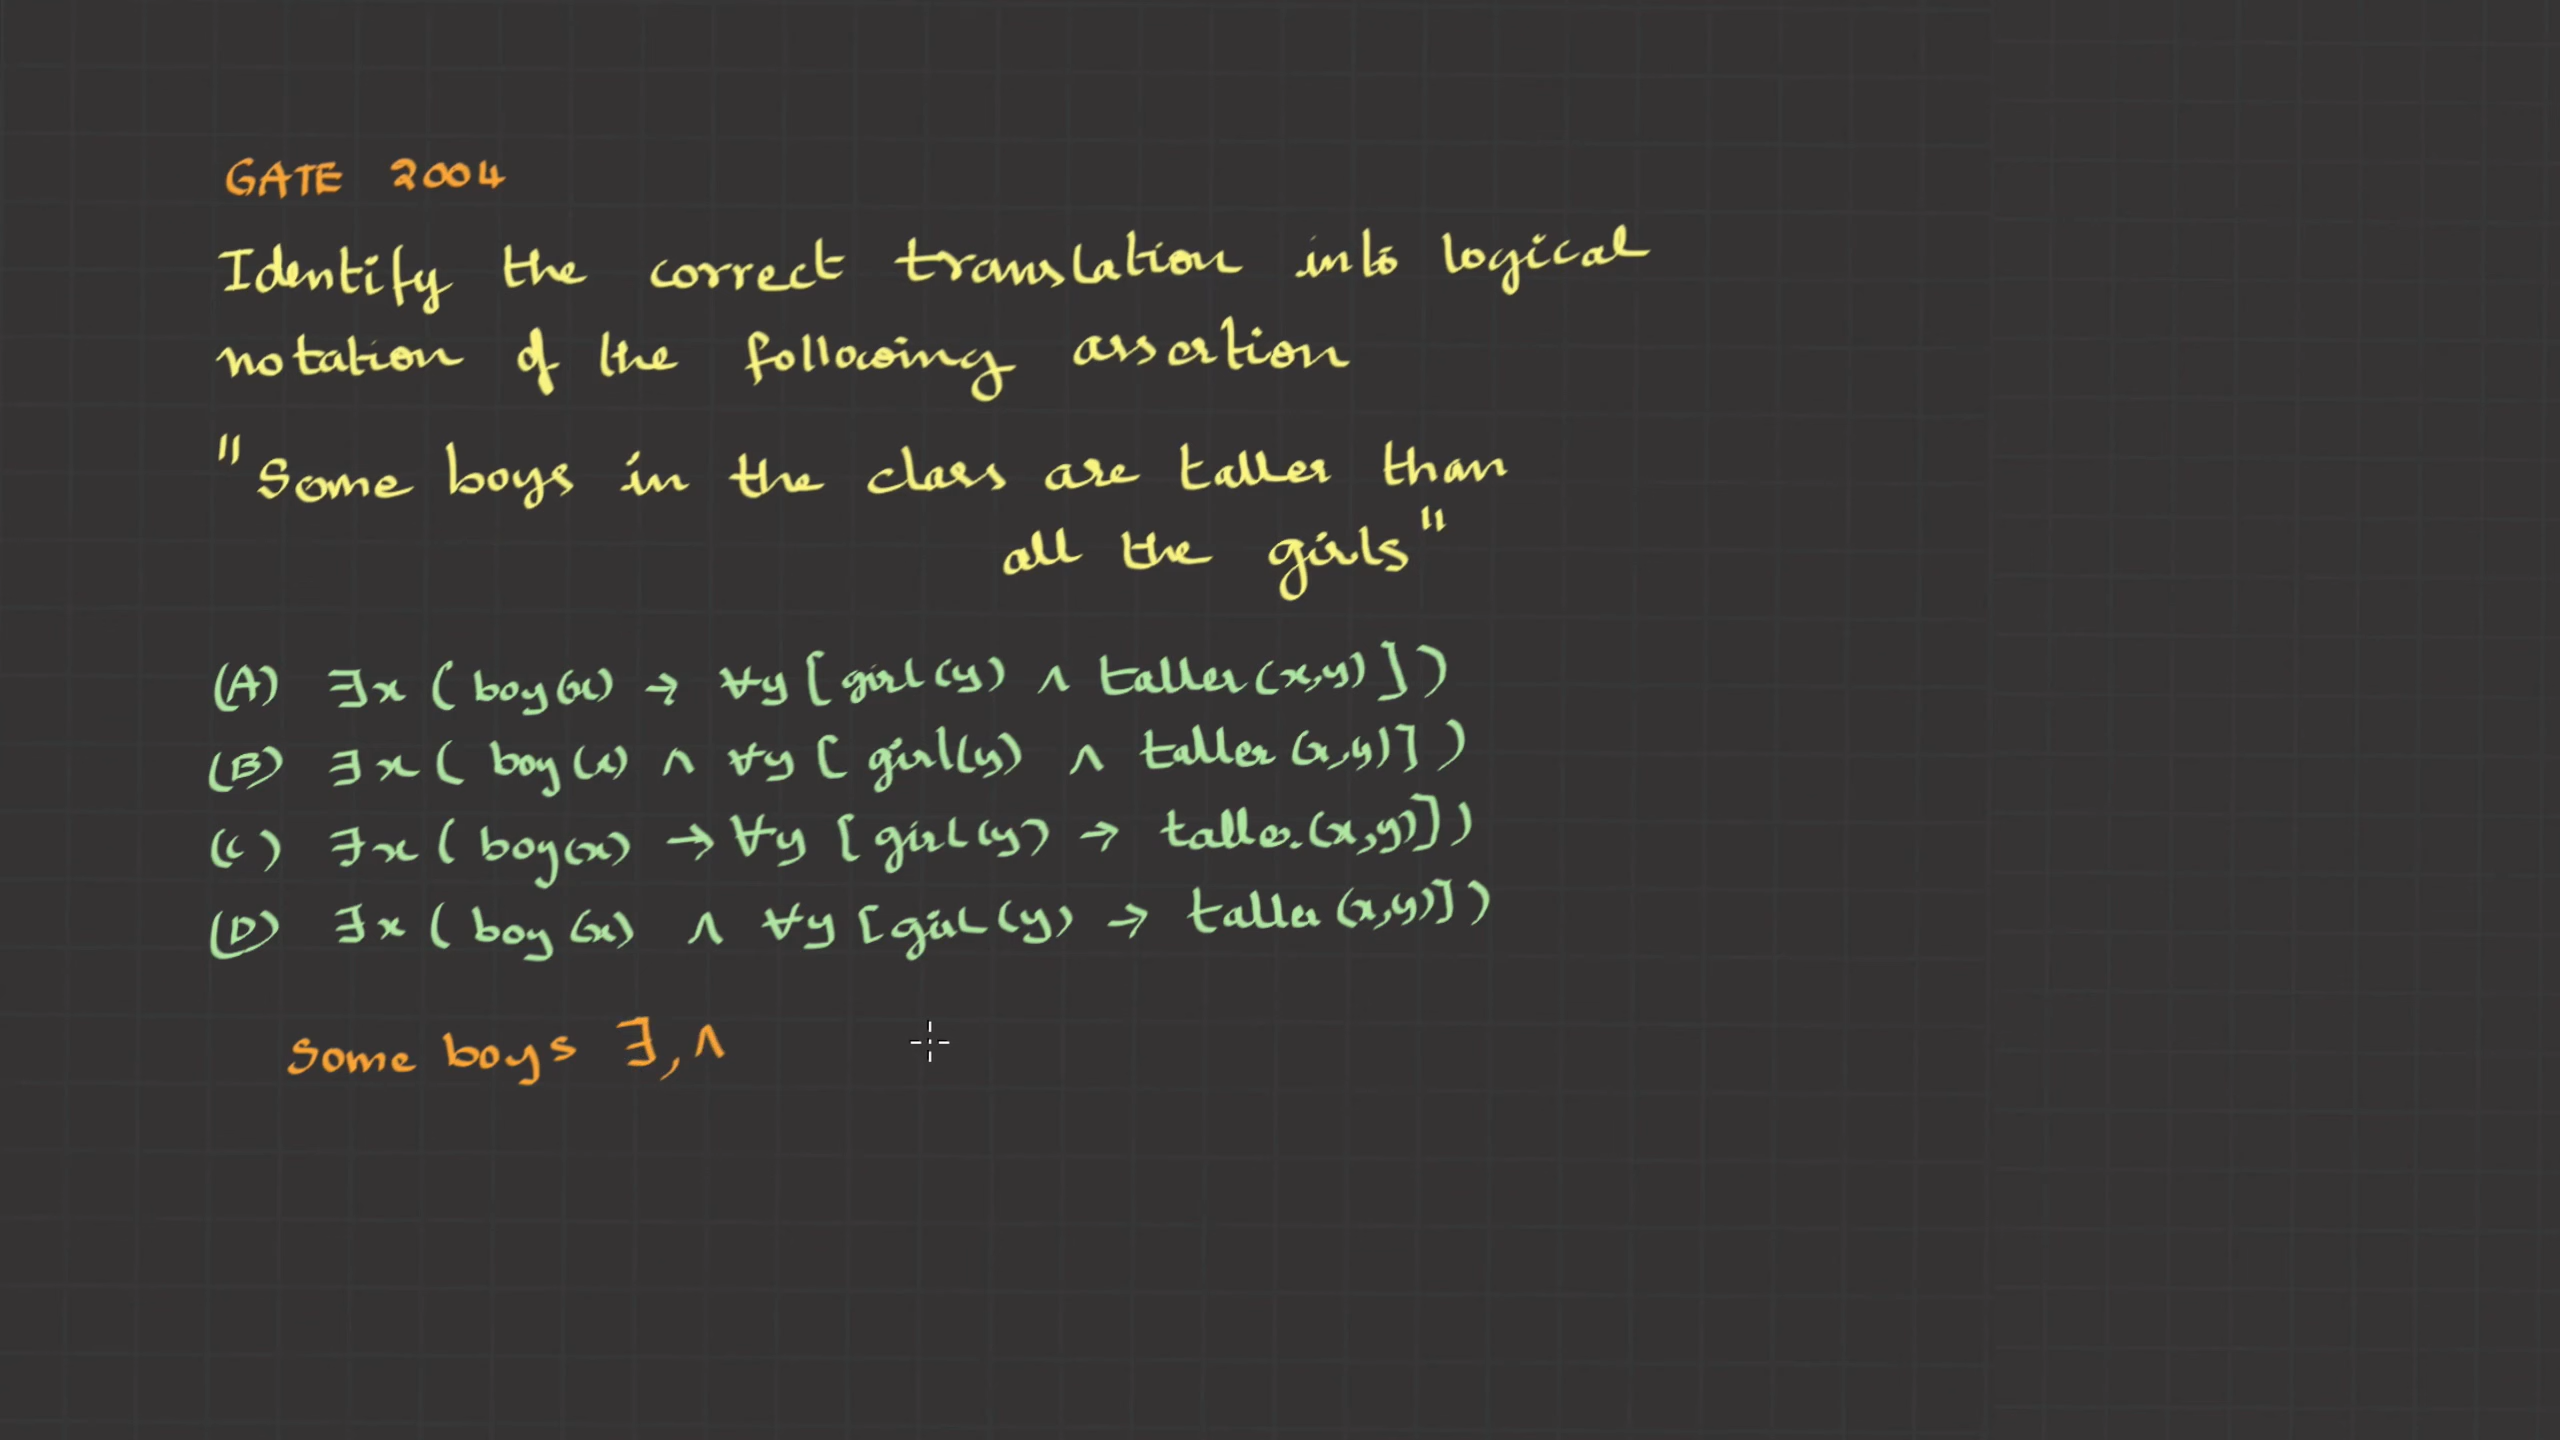 GATE 2004
Identify the correct translation into logical
notation of the following assertion
"Some boys in the class are taller than
all the girls"
(A) ∃x ( boy(x) → ∀y [ girl(y) ∧ taller(x,y) ] )
(B) ∃x ( boy(x) ∧ ∀y [ girl(y) ∧ taller(x,y) ] )
(C) ∃x ( boy(x) → ∀y [ girl(y) → taller(x,y) ] )
(D) ∃x ( boy(x) ∧ ∀y [ girl(y) → taller(x,y) ] )
Some boys ∃, ∧